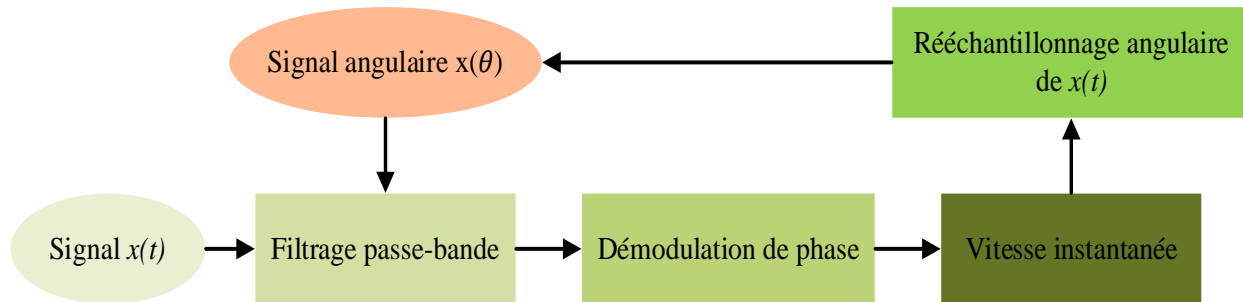 Signal angulaire x(θ)
Rééchantillonnage angulaire
de x(t)
Signal x(t)
Filtrage passe-bande
Démodulation de phase
Vitesse instantanée